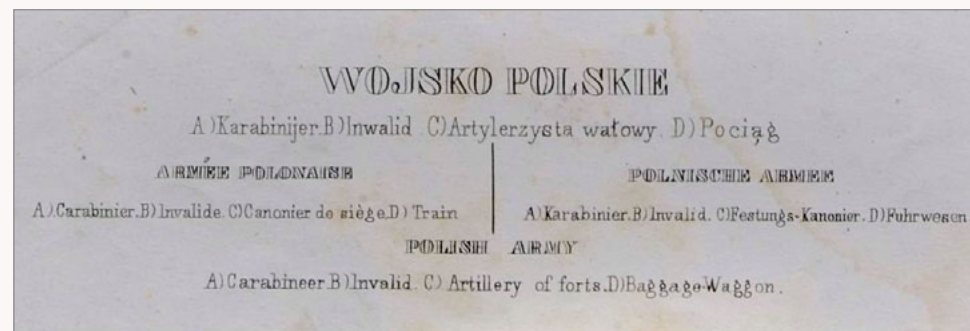 WOJSKO POLSKIE
A)Karabinijer.B)Inwalid C)Artylerzysta wałowy. D)Pociąg
ARMÉE POLONAISE
A).Carabinier.B)Invalide. C)Canonier de siège.D) Train
POLNISCHE ARMEE
A)Karabinier.B)Invalid. C)Festungs-Kanonier. D)Fuhrwesen.
POLISH ARMY
A)Carabineer.B)Invalid. C) Artillery of forts.D)Baggage-Waggon.